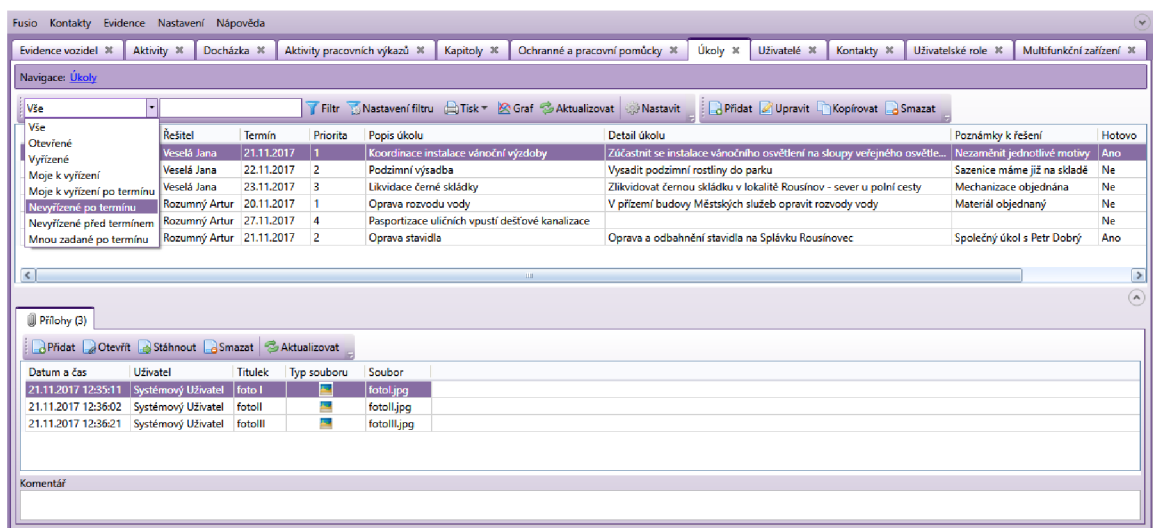 Fusio Kontakty Evidence Nastavení Nápověda
Evidence vozidel Aktivity Docházka Aktivity pracovních výkazů Kapitoly Ochranné a pracovní pomůcky Úkoly Uživatelé Kontakty Uživatelské role Multifunkční zařízení
Navigace: Úkoly
Vše Filtr Nastavení filtru Tisk Graf Aktualizovat Nastavit Přidat Upravit Kopírovat Smazat
Vše
Otevřené
Vyřízené
Moje k vyřízení
Moje k vyřízení po termínu
Nevyřízené po termínu
Nevyřízené před termínem
Mnou zadané po termínu
Řešitel Termín Priorita Popis úkolu Detail úkolu Poznámky k řešení Hotovo
Veselá Jana 21.11.2017 1 Koordinace instalace vánoční výzdoby Zúčastnit se instalace vánočního osvětlení na sloupy veřejného osvětle... Nezaměnit jednotlivé motivy Ano
Veselá Jana 22.11.2017 2 Podzimní výsadba Vysadit podzimní rostliny do parku Sazenice máme již na skladě Ne
Veselá Jana 23.11.2017 3 Likvidace černé skládky Zlikvidovat černou skládku v lokalitě Rousínov - sever u polní cesty Mechanizace objednána Ne
Rozumný Artur 20.11.2017 1 Oprava rozvodu vody V přízemí budovy Městských služeb opravit rozvody vody Materiál objednaný Ne
Rozumný Artur 27.11.2017 4 Pasportizace uličních vpustí dešťové kanalizace Ne
Rozumný Artur 21.11.2017 2 Oprava stavidla Oprava a odbahnění stavidla na Splávku Rousínovec Společný úkol s Petr Dobrý Ano
Přílohy (3)
Přidat Otevřít Stáhnout Smazat Aktualizovat
Datum a čas Uživatel Titulek Typ souboru Soubor
21.11.2017 12:35:11 Systémový Uživatel foto I fotoI.jpg
21.11.2017 12:36:02 Systémový Uživatel fotoII fotoII.jpg
21.11.2017 12:36:21 Systémový Uživatel fotoIII fotoIII.jpg
Komentář